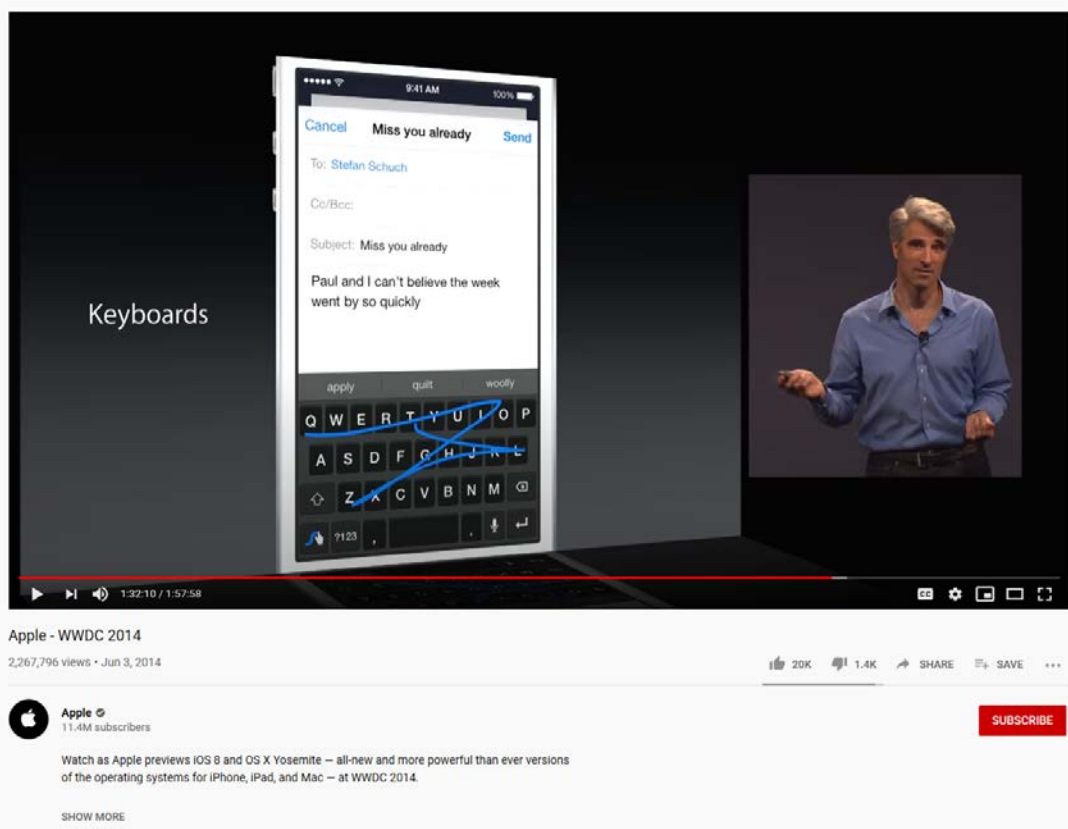 9:41 AM
100%
Cancel Miss you already Send
To: Stefan Schuch
Cc/Bcc:
Subject: Miss you already
Paul and I can't believe the week
went by so quickly
Keyboards
apply quilt woolly
Q W E R T Y U I O P
A S D F G H J K L
Z X C V B N M
?123 , .
1:32:10 / 1:57:58
CC
Apple - WWDC 2014
2,267,796 views • Jun 3, 2014
20K 1.4K SHARE SAVE
Apple
11.4M subscribers
SUBSCRIBE
Watch as Apple previews iOS 8 and OS X Yosemite — all-new and more powerful than ever versions
of the operating systems for iPhone, iPad, and Mac — at WWDC 2014.
SHOW MORE